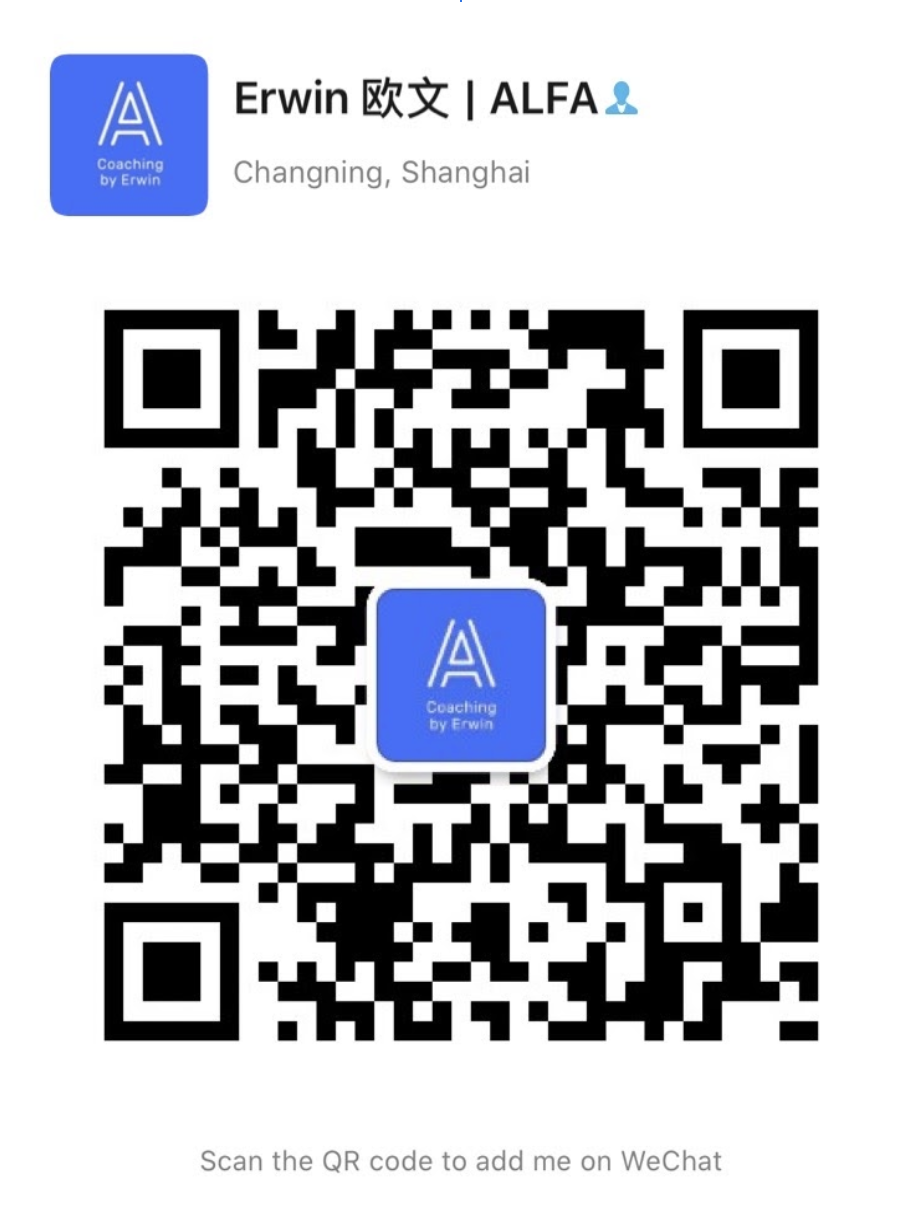 Erwin 欧文 | ALFA
Changning, Shanghai
Coaching
by Erwin
Coaching
by Erwin
Scan the QR code to add me on WeChat